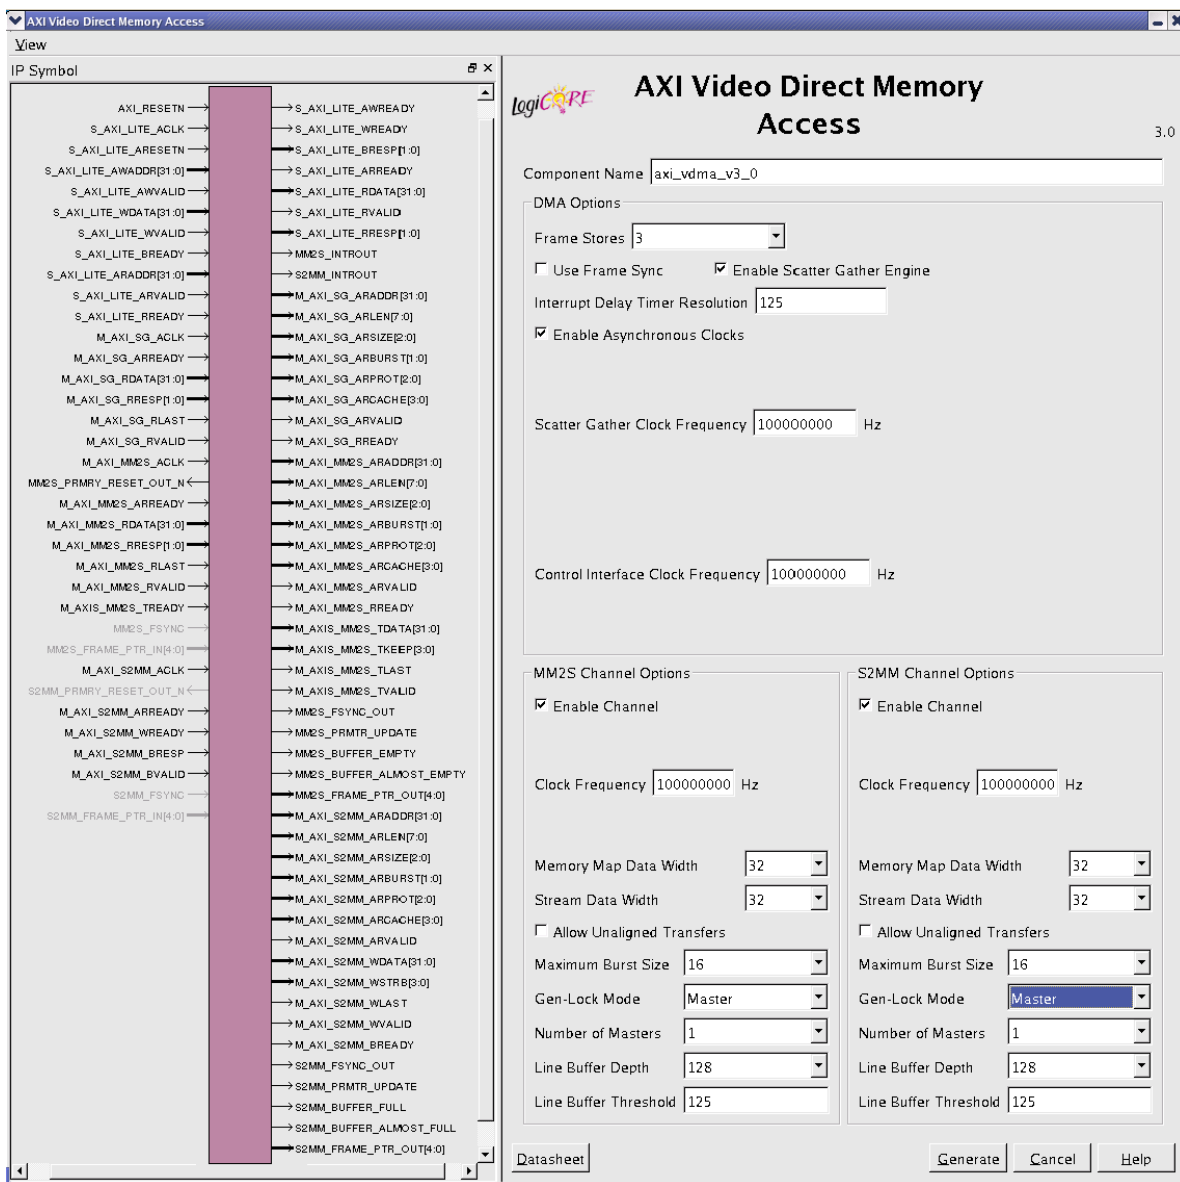 AXI Video Direct Memory Access
View
IP Symbol
AXI_RESETN
S_AXI_LITE_ACLK
S_AXI_LITE_ARESETN
S_AXI_LITE_AWADDR[31:0]
S_AXI_LITE_AWVALID
S_AXI_LITE_WDATA[31:0]
S_AXI_LITE_WVALID
S_AXI_LITE_BREADY
S_AXI_LITE_ARADDR[31:0]
S_AXI_LITE_ARVALID
S_AXI_LITE_RREADY
M_AXI_SG_ACLK
M_AXI_SG_ARREADY
M_AXI_SG_RDATA[31:0]
M_AXI_SG_RRESP[1:0]
M_AXI_SG_RLAST
M_AXI_SG_RVALID
M_AXI_MM2S_ACLK
MM2S_PRMRY_RESET_OUT_N
M_AXI_MM2S_ARREADY
M_AXI_MM2S_RDATA[31:0]
M_AXI_MM2S_RRESP[1:0]
M_AXI_MM2S_RLAST
M_AXI_MM2S_RVALID
M_AXIS_MM2S_TREADY
MM2S_FSYNC
MM2S_FRAME_PTR_IN[4:0]
M_AXI_S2MM_ACLK
S2MM_PRMRY_RESET_OUT_N
M_AXI_S2MM_ARREADY
M_AXI_S2MM_WREADY
M_AXI_S2MM_BRESP
M_AXI_S2MM_BVALID
S2MM_FSYNC
S2MM_FRAME_PTR_IN[4:0]
S_AXI_LITE_AWREADY
S_AXI_LITE_WREADY
S_AXI_LITE_BRESP[1:0]
S_AXI_LITE_ARREADY
S_AXI_LITE_RDATA[31:0]
S_AXI_LITE_RVALID
S_AXI_LITE_RRESP[1:0]
MM2S_INTROUT
S2MM_INTROUT
M_AXI_SG_ARADDR[31:0]
M_AXI_SG_ARLEN[7:0]
M_AXI_SG_ARSIZE[2:0]
M_AXI_SG_ARBURST[1:0]
M_AXI_SG_ARPROT[2:0]
M_AXI_SG_ARCACHE[3:0]
M_AXI_SG_ARVALID
M_AXI_SG_RREADY
M_AXI_MM2S_ARADDR[31:0]
M_AXI_MM2S_ARLEN[7:0]
M_AXI_MM2S_ARSIZE[2:0]
M_AXI_MM2S_ARBURST[1:0]
M_AXI_MM2S_ARPROT[2:0]
M_AXI_MM2S_ARCACHE[3:0]
M_AXI_MM2S_ARVALID
M_AXI_MM2S_RREADY
M_AXIS_MM2S_TDATA[31:0]
M_AXIS_MM2S_TKEEP[3:0]
M_AXIS_MM2S_TLAST
M_AXIS_MM2S_TVALID
MM2S_FSYNC_OUT
MM2S_PRMTR_UPDATE
MM2S_BUFFER_EMPTY
MM2S_BUFFER_ALMOST_EMPTY
MM2S_FRAME_PTR_OUT[4:0]
M_AXI_S2MM_ARADDR[31:0]
M_AXI_S2MM_ARLEN[7:0]
M_AXI_S2MM_ARSIZE[2:0]
M_AXI_S2MM_ARBURST[1:0]
M_AXI_S2MM_ARPROT[2:0]
M_AXI_S2MM_ARCACHE[3:0]
M_AXI_S2MM_ARVALID
M_AXI_S2MM_WDATA[31:0]
M_AXI_S2MM_WSTRB[3:0]
M_AXI_S2MM_WLAST
M_AXI_S2MM_WVALID
M_AXI_S2MM_BREADY
S2MM_FSYNC_OUT
S2MM_PRMTR_UPDATE
S2MM_BUFFER_FULL
S2MM_BUFFER_ALMOST_FULL
S2MM_FRAME_PTR_OUT[4:0]
LogiCORE
AXI Video Direct Memory
Access
3.0
Component Name axi_vdma_v3_0
DMA Options
Frame Stores 3
Use Frame Sync Enable Scatter Gather Engine
Interrupt Delay Timer Resolution 125
Enable Asynchronous Clocks
Scatter Gather Clock Frequency 100000000 Hz
Control Interface Clock Frequency 100000000 Hz
MM2S Channel Options
Enable Channel
Clock Frequency 100000000 Hz
Memory Map Data Width 32
Stream Data Width 32
Allow Unaligned Transfers
Maximum Burst Size 16
Gen-Lock Mode Master
Number of Masters 1
Line Buffer Depth 128
Line Buffer Threshold 125
S2MM Channel Options
Enable Channel
Clock Frequency 100000000 Hz
Memory Map Data Width 32
Stream Data Width 32
Allow Unaligned Transfers
Maximum Burst Size 16
Gen-Lock Mode Master
Number of Masters 1
Line Buffer Depth 128
Line Buffer Threshold 125
Datasheet Generate Cancel Help